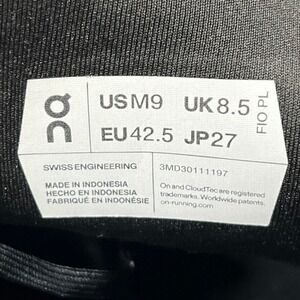 on
US M9 UK 8.5
EU 42.5 JP 27
FIO PL
SWISS ENGINEERING
3MD30111197
MADE IN INDONESIA
HECHO EN INDONESIA
FABRIQUÉ EN INDONÉSIE
On and CloudTec are registered
trademarks. Worldwide patents.
on-running.com